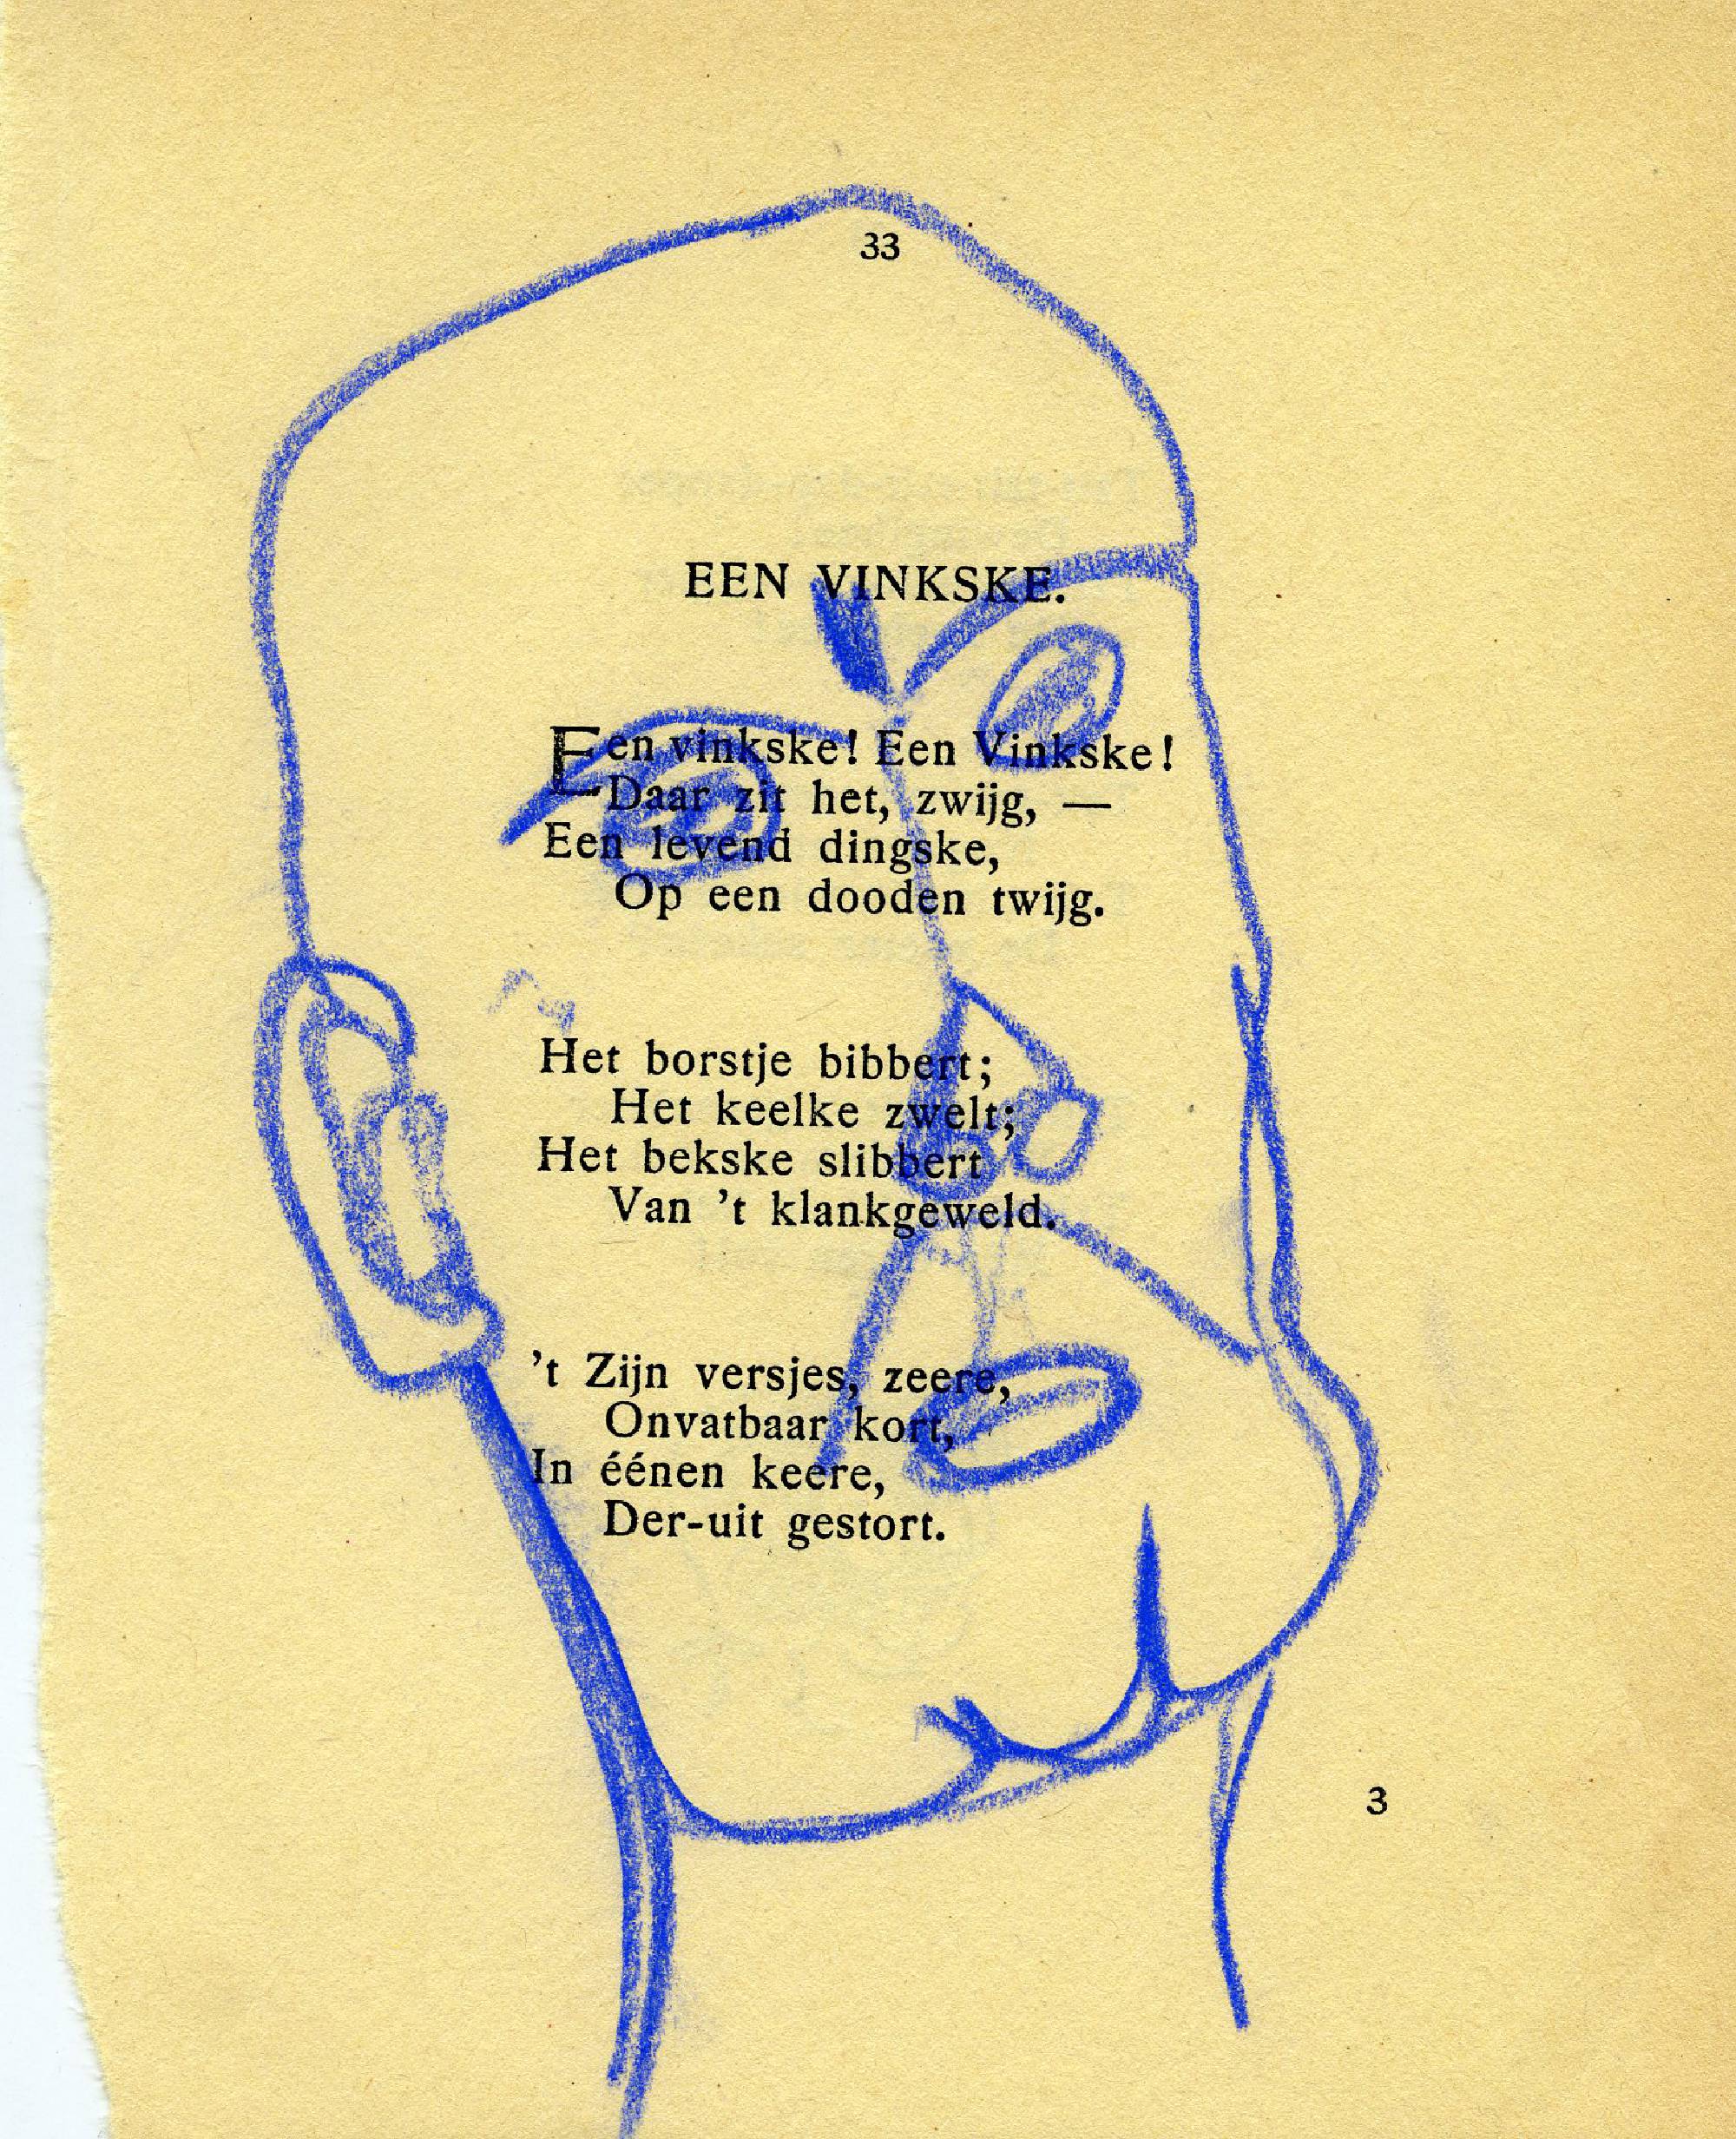 33
EEN VINKSKE.
Een vinkske! Een Vinkske!
Daar zit het, zwijg, —
Een levend dingske,
Op een dooden twijg.
Het borstje bibbert;
Het keelke zwelt;
Het bekske slibbert
Van 't klankgeweld.
't Zijn versjes, zeere,
Onvatbaar kort,
In éénen keere,
Der-uit gestort.
3